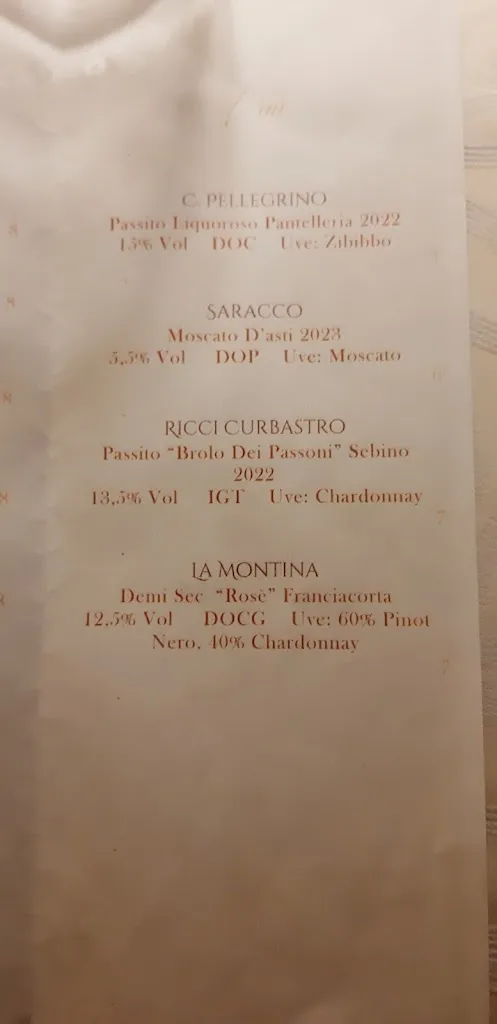 C. PELLEGRINO
Passito Liquoroso Pantelleria 2022
15% Vol DOC Uve: Zibibbo
SARACCO
Moscato D'asti 2023
5,5% Vol DOP Uve: Moscato
RICCI CURBASTRO
Passito “Brolo Dei Passoni” Sebino
2022
13,5% Vol IGT Uve: Chardonnay
7
LA MONTINA
Demi Sec “Rosè” Franciacorta
12,5% Vol DOCG Uve: 60% Pinot
Nero, 40% Chardonnay
7